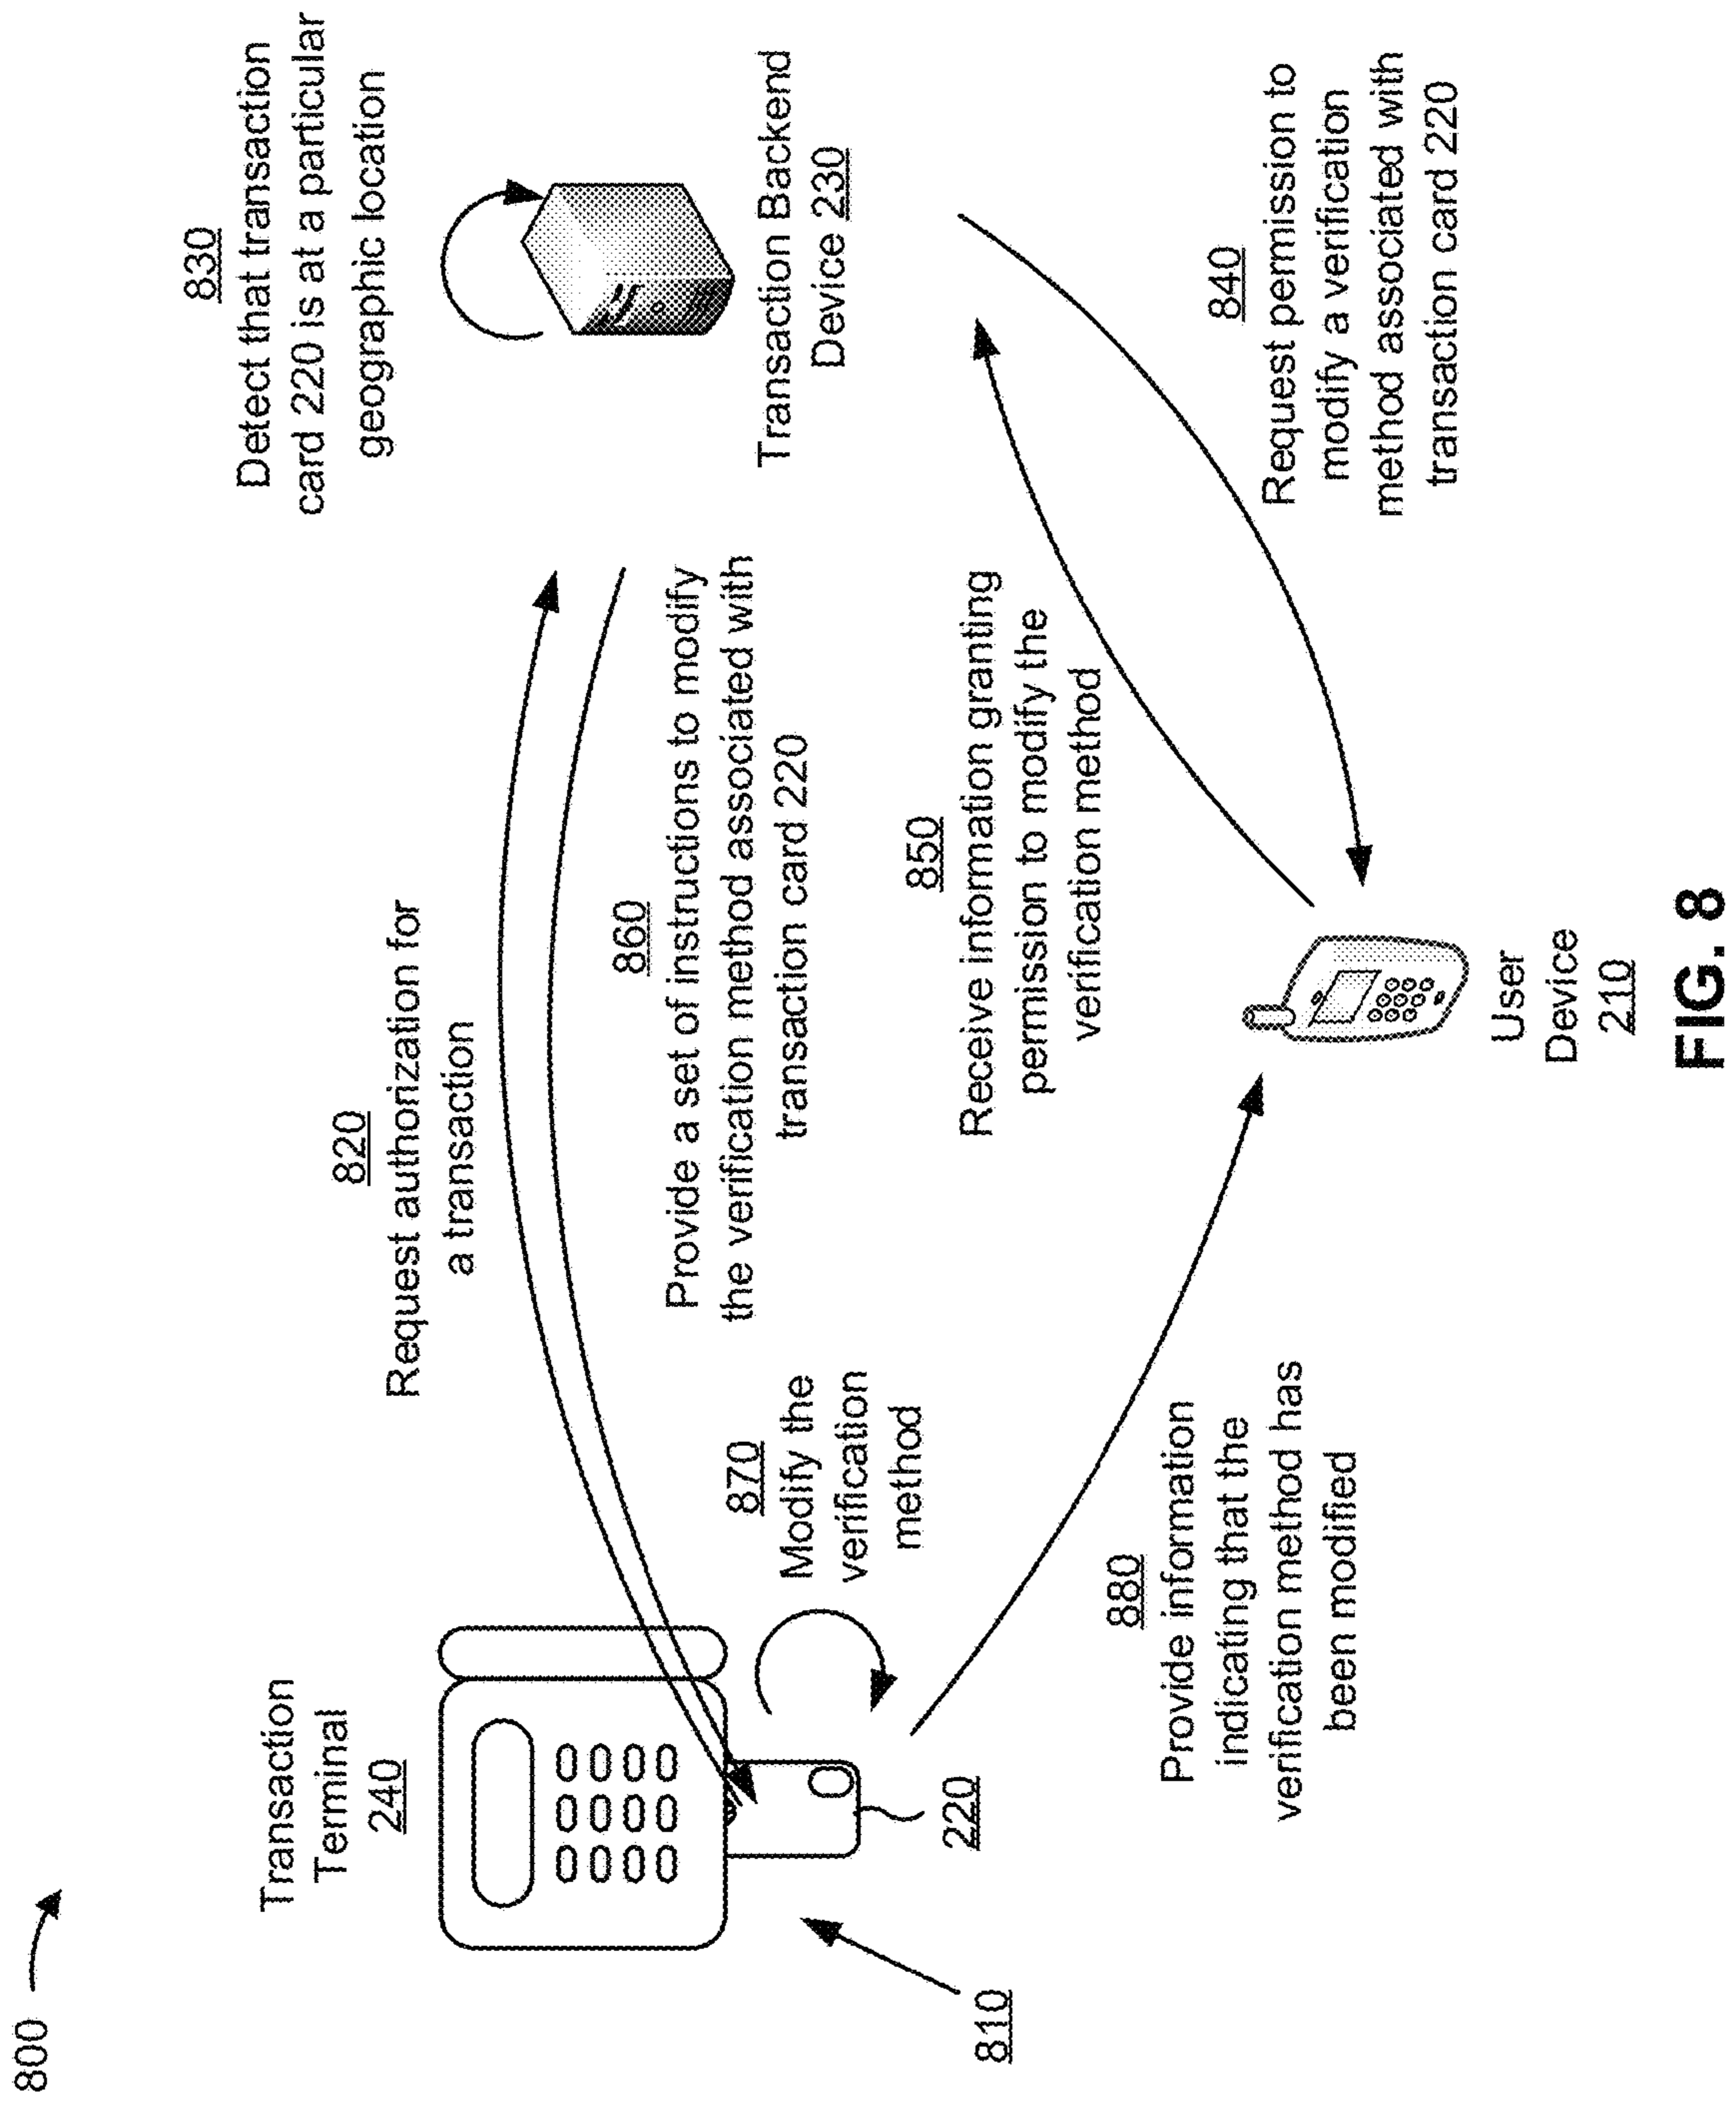 800
Transaction
Terminal
240
810
220
820
Request authorization for
a transaction
830
Detect that transaction
card 220 is at a particular
geographic location
Transaction Backend
Device 230
860
Provide a set of instructions to modify
the verification method associated with
transaction card 220
870
Modify the
verification
method
850
Receive information granting
permission to modify the
verification method
840
Request permission to
modify a verification
method associated with
transaction card 220
880
Provide information
indicating that the
verification method has
been modified
User
Device
210
FIG. 8